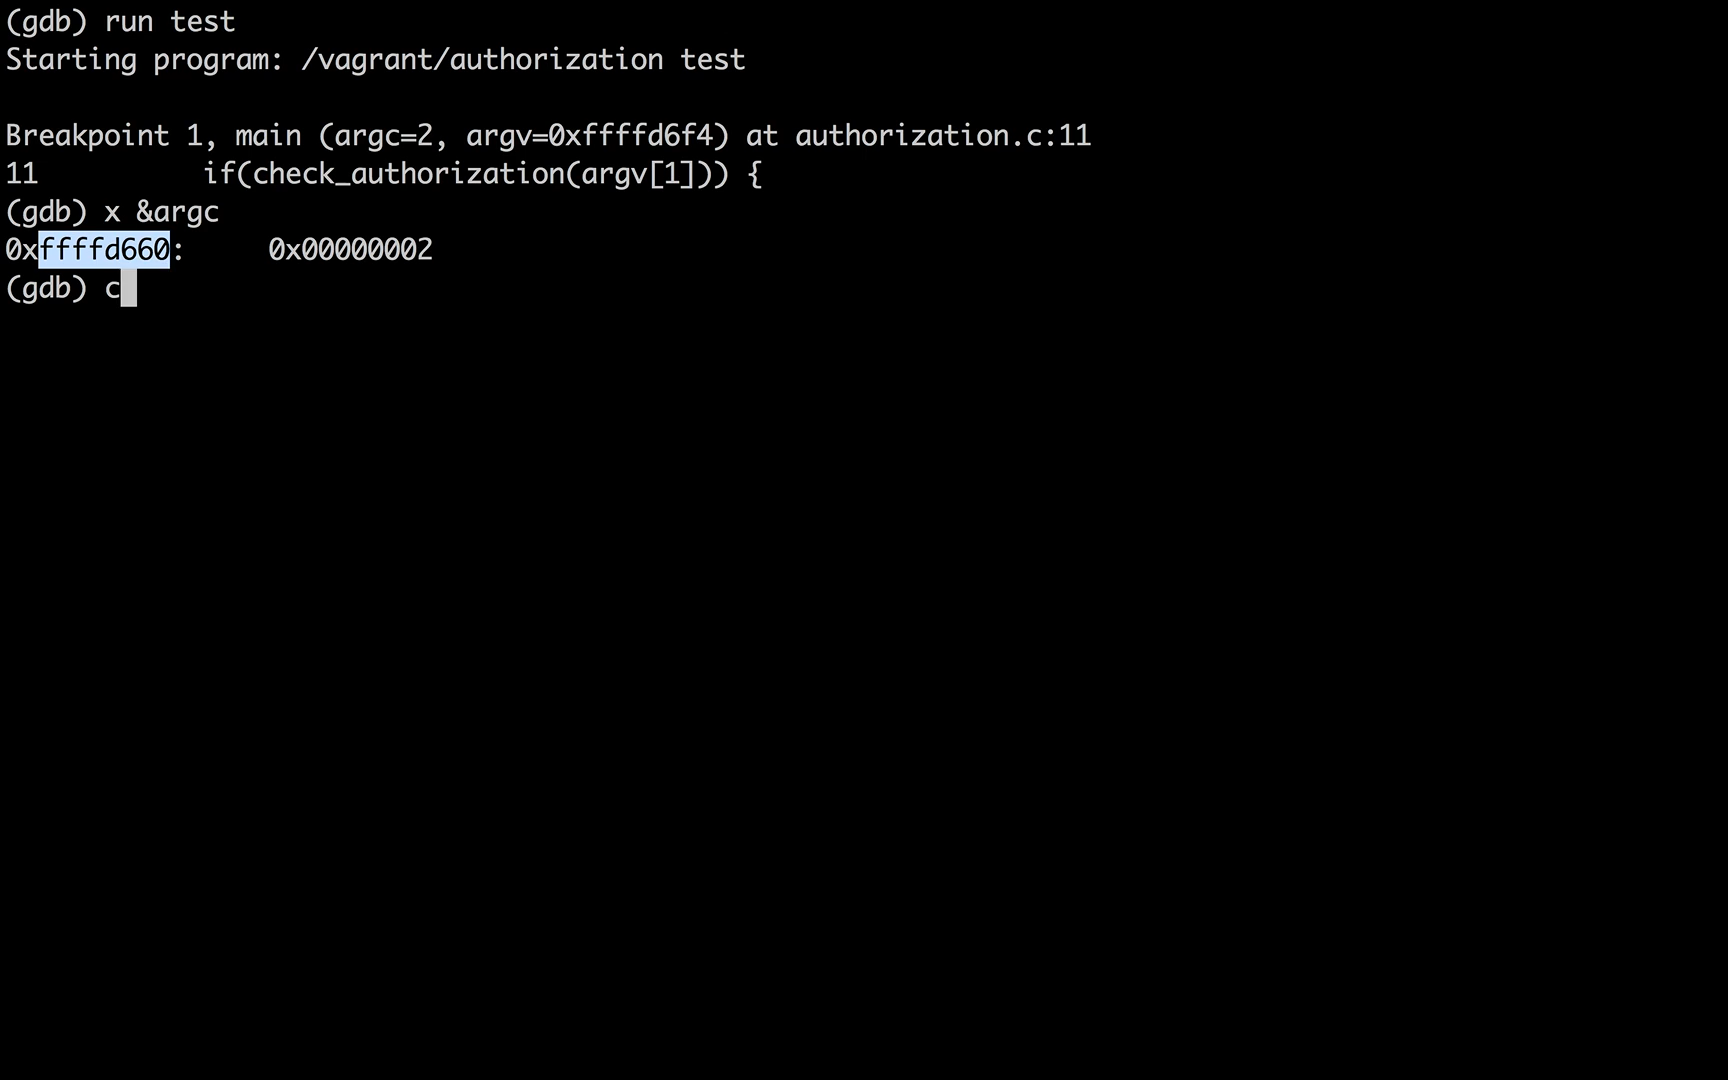 (gdb) run test
Starting program: /vagrant/authorization test
Breakpoint 1, main (argc=2, argv=0xffffd6f4) at authorization.c:11
11          if(check_authorization(argv[1])) {
(gdb) x &argc
0xffffd660:     0x00000002
(gdb) c